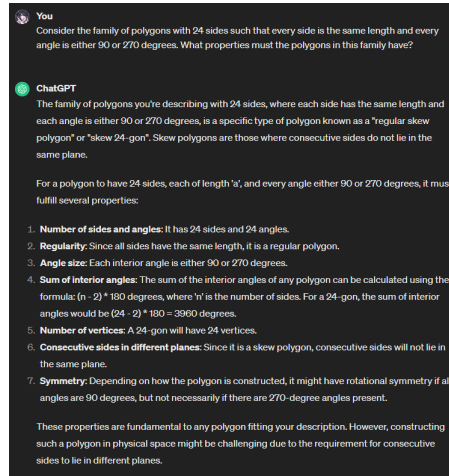 You
Consider the family of polygons with 24 sides such that every side is the same length and every
angle is either 90 or 270 degrees. What properties must the polygons in this family have?
ChatGPT
The family of polygons you're describing with 24 sides, where each side has the same length and
each angle is either 90 or 270 degrees, is a specific type of polygon known as a "regular skew
polygon" or "skew 24-gon". Skew polygons are those where consecutive sides do not lie in the
same plane.
For a polygon to have 24 sides, each of length 'a', and every angle either 90 or 270 degrees, it mus
fulfill several properties:
1. Number of sides and angles: It has 24 sides and 24 angles.
2. Regularity: Since all sides have the same length, it is a regular polygon.
3. Angle size: Each interior angle is either 90 or 270 degrees.
4. Sum of interior angles: The sum of the interior angles of any polygon can be calculated using the
formula: (n - 2) * 180 degrees, where 'n' is the number of sides. For a 24-gon, the sum of interior
angles would be (24 - 2) * 180 = 3960 degrees.
5. Number of vertices: A 24-gon will have 24 vertices.
6. Consecutive sides in different planes: Since it is a skew polygon, consecutive sides will not lie in
the same plane.
7. Symmetry: Depending on how the polygon is constructed, it might have rotational symmetry if al
angles are 90 degrees, but not necessarily if there are 270-degree angles present.
These properties are fundamental to any polygon fitting your description. However, constructing
such a polygon in physical space might be challenging due to the requirement for consecutive
sides to lie in different planes.